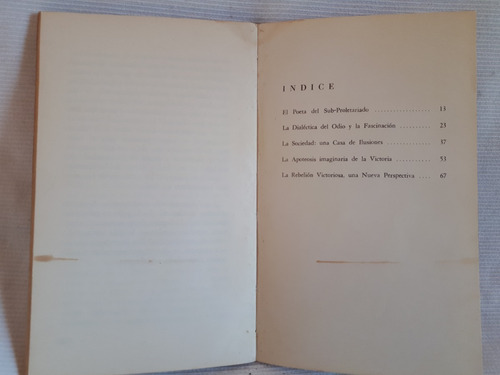 INDICE
El Poeta del Sub-Proletariado .................. 13
La Dialéctica del Odio y la Fascinación .......... 23
La Sociedad: una Casa de Ilusiones .............. 37
La Apoteosis imaginaria de la Victoria .......... 53
La Rebelión Victoriosa, una Nueva Perspectiva .... 67